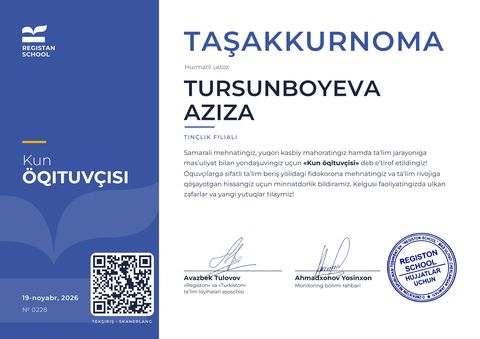 REGISTAN
SCHOOL
Kun
ÖQITUVÇISI
19-noyabr, 2026
№ 0228
TEKŞIRIŞ - SKANERLANG
TAŞAKKURNOMA
Hurmatli ustoz
TURSUNBOYEVA
AZIZA
TINÇLIK FILIALI
Samarali mehnatingiz, yuqori kasbiy mahoratingiz hamda ta'lim jarayoniga
mas'uliyat bilan yondaşuvingiz uçun «Kun öqituvçisi» deb e'tirof etildingiz!
Öquvçilarga sifatli ta'lim beriş yölidagi fidokorona mehnatingiz va ta'lim rivojiga
qöşayotgan hissangiz uçun minnatdorlik bildiramiz. Kelgusi faoliyatingizda ulkan
zafarlar va yangi yutuqlar tilaymiz!
Avazbek Tulovov
«Registon» va «Turkiston»
ta'lim loyihalari asoschisi
Ahmadxonov Yosinxon
Monitoring bölimi rahbari
REGISTON
SCHOOL
HUJJATLAR
UCHUN